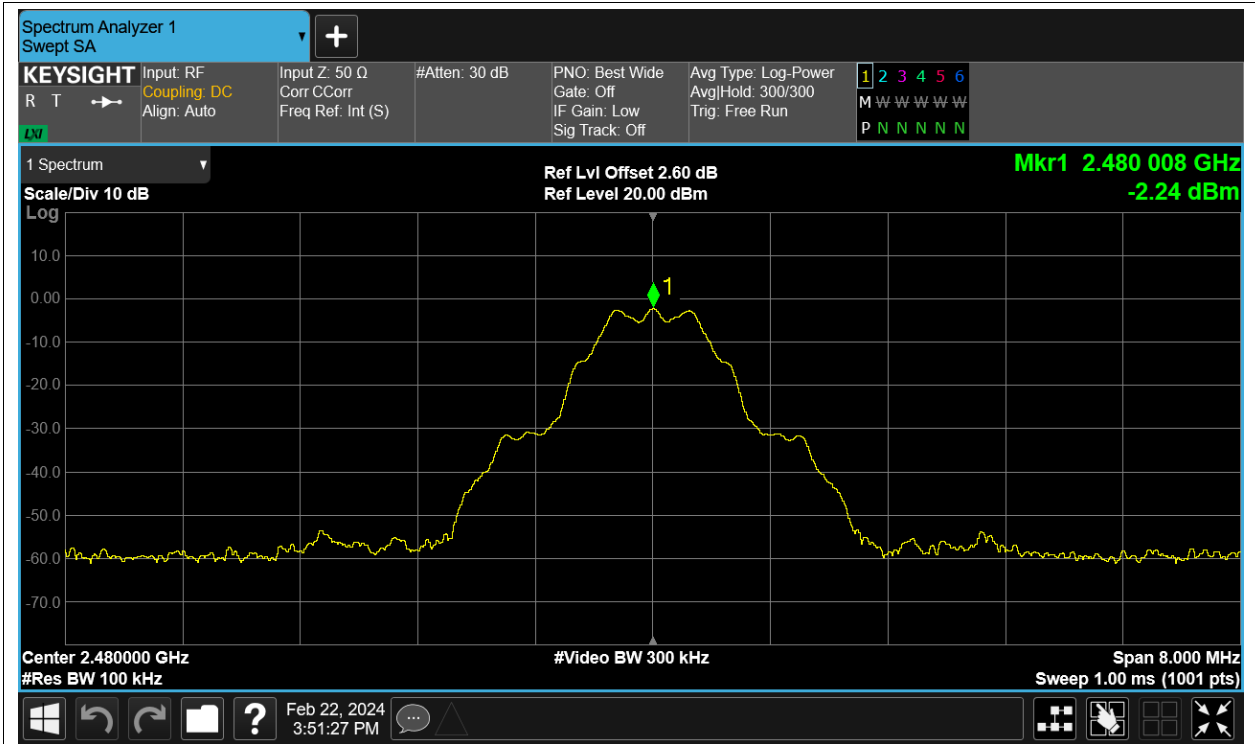 Spectrum Analyzer 1
Swept SA
KEYSIGHT
R T
LXI
Input: RF
Coupling: DC
Align: Auto
Input Z: 50 Ω
Corr CCorr
Freq Ref: Int (S)
#Atten: 30 dB
PNO: Best Wide
Gate: Off
IF Gain: Low
Sig Track: Off
Avg Type: Log-Power
Avg|Hold: 300/300
Trig: Free Run
1 2 3 4 5 6
M W W W W W
P N N N N N
1 Spectrum
Scale/Div 10 dB
Ref Lvl Offset 2.60 dB
Ref Level 20.00 dBm
Mkr1 2.480 008 GHz
-2.24 dBm
Log
10.0
0.00
-10.0
-20.0
-30.0
-40.0
-50.0
-60.0
-70.0
1
Center 2.480000 GHz
#Res BW 100 kHz
#Video BW 300 kHz
Span 8.000 MHz
Sweep 1.00 ms (1001 pts)
?
Feb 22, 2024
3:51:27 PM